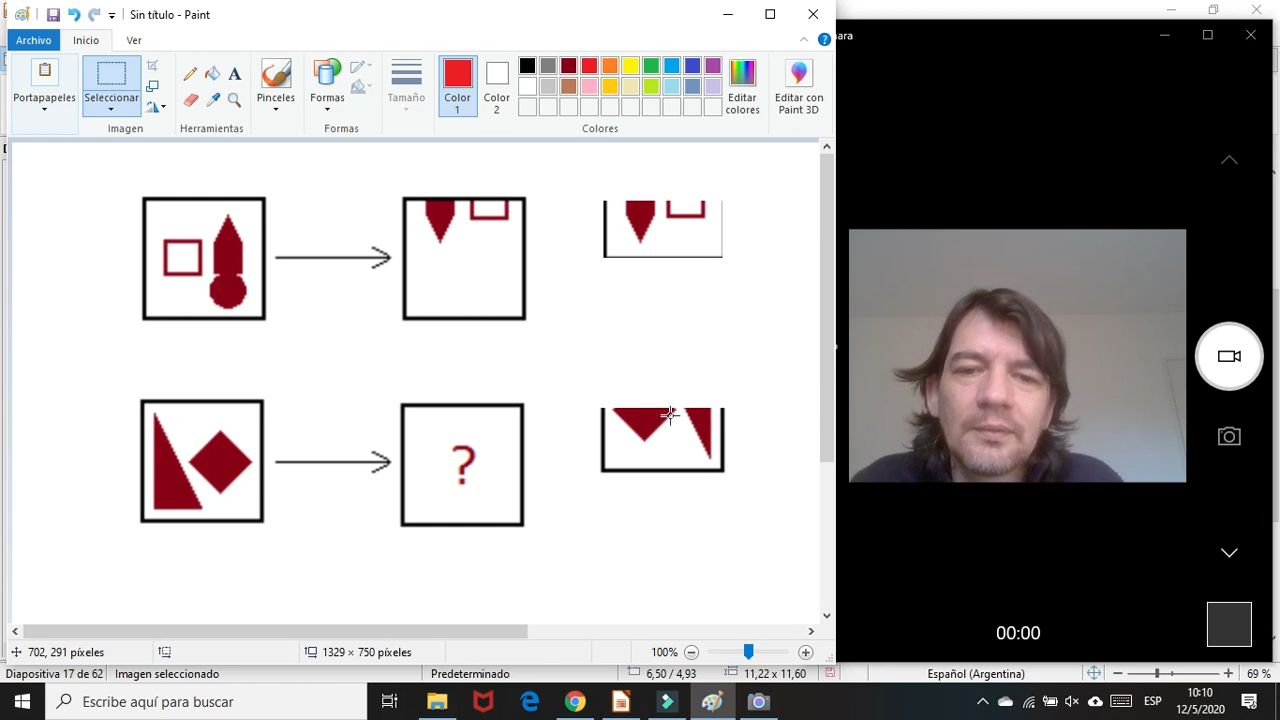 Sin título - Paint
Archivo
Inicio
Ver
Portapapeles
Seleccionar
Imagen
A
Herramientas
Pinceles
Formas
Formas
Tamaño
Color
1
Color
2
Editar
colores
Editar con
Paint 3D
Colores
?
702, 291 píxeles
1329 × 750 píxeles
100%
Diapositiva 17 de 62
Imagen seleccionado
Predeterminado
6,50 / 4,93
11,22 x 11,60
Español (Argentina)
69 %
ara
00:00
Escribe aquí para buscar
ESP
10:10
12/5/2020